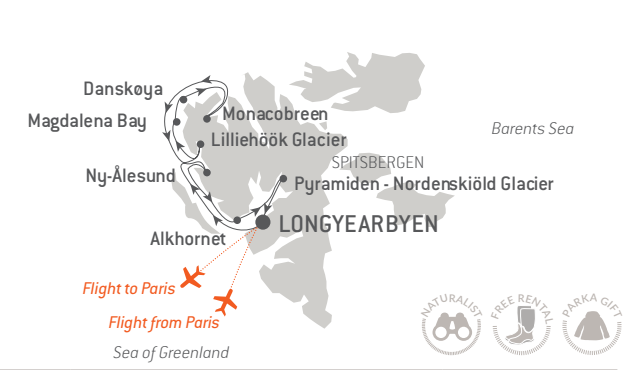 Danskøya
Magdalena Bay
Monacobreen
Lilliehöök Glacier
Barents Sea
SPITSBERGEN
Ny-Ålesund
Pyramiden - Nordenskiöld Glacier
LONGYEARBYEN
Alkhornet
Flight to Paris
Flight from Paris
Sea of Greenland
NATURALIST
FREE RENTAL
PARKA GIFT